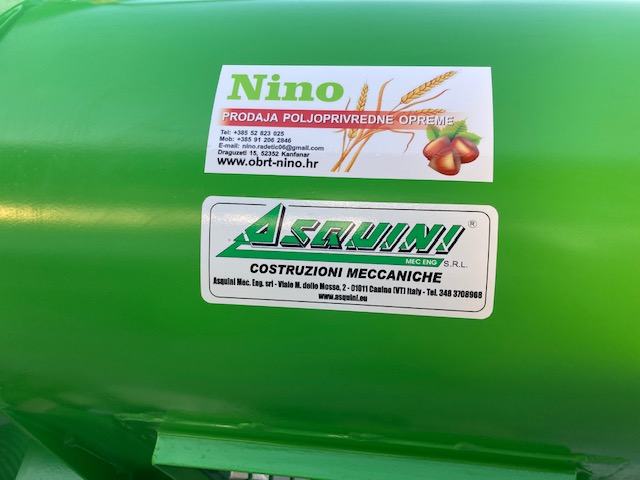 Nino
PRODAJA POLJOPRIVREDNE OPREME
Tel: +385 52 823 025
Mob: +385 91 206 2846
E-mail: nino.radetic06@gmail.com
Draguzeti 15, 52352 Kanfanar
www.obrt-nino.hr
ASQUINI ®
MEC ENG S.R.L.
COSTRUZIONI MECCANICHE
Asquini Mec. Eng. srl - Viale M. delle Mosse, 2 - 01011 Canino (VT) Italy - Tel. 348 3708968
www.asquini.eu